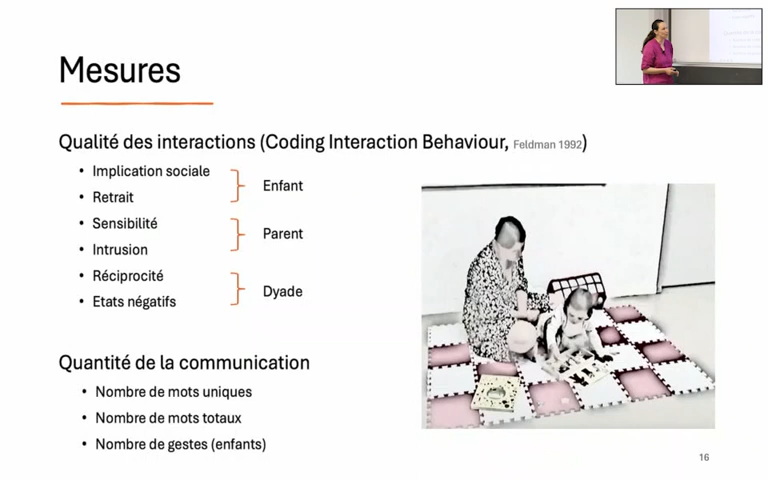 Mesures
Qualité des interactions (Coding Interaction Behaviour, Feldman 1992)
• Implication sociale
• Retrait
Enfant
• Sensibilité
• Intrusion
Parent
• Réciprocité
• Etats négatifs
Dyade
Quantité de la communication
• Nombre de mots uniques
• Nombre de mots totaux
• Nombre de gestes (enfants)
16